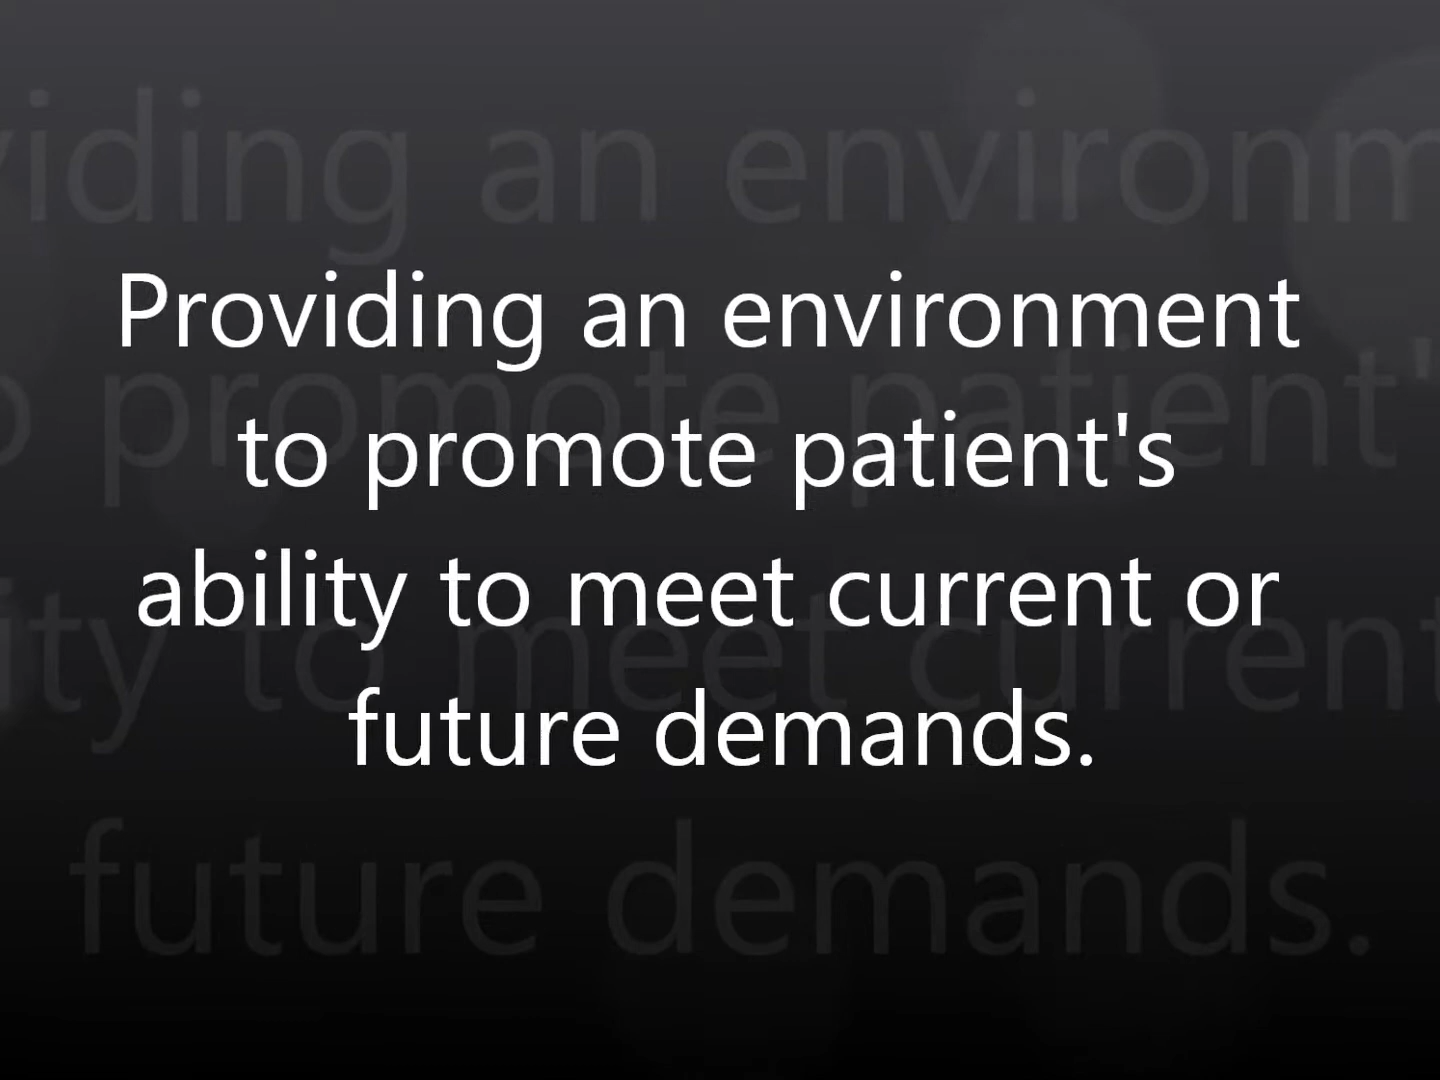 Providing an environment
to promote patient's
ability to meet current or
future demands.